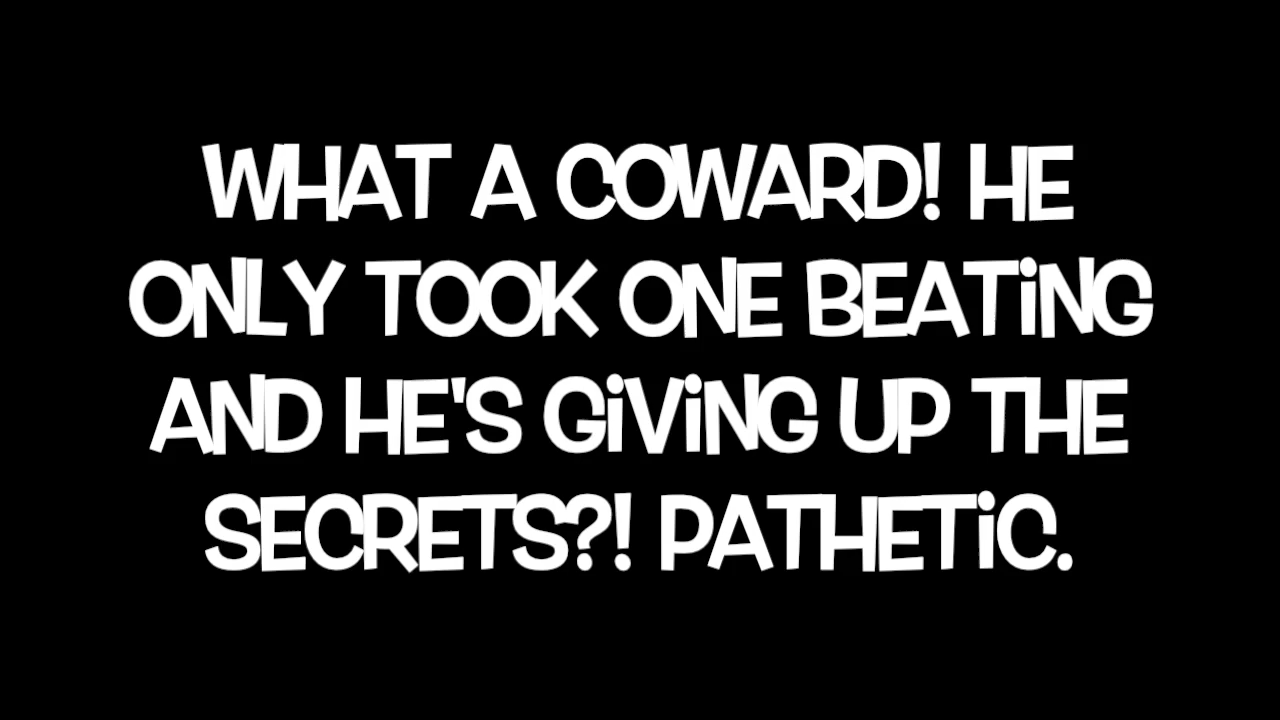 WHAT A COWARD! HE
ONLY TOOK ONE BEATING
AND HE'S GIVING UP THE
SECRETS?! PATHETIC.